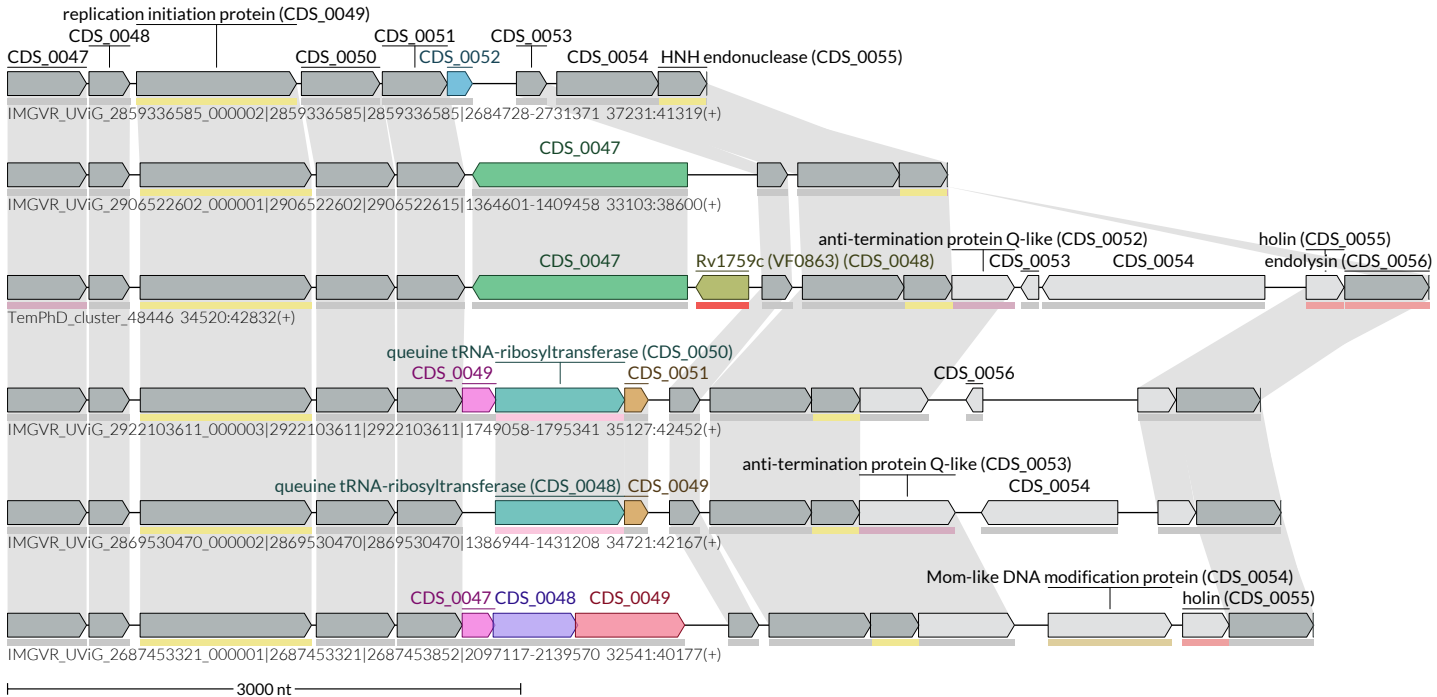 replication initiation protein (CDS_0049)
CDS_0048 CDS_0051 CDS_0053
CDS_0047 CDS_0050 CDS_0052 CDS_0054 HNH endonuclease (CDS_0055)
IMGVR_UViG_2859336585_000002|2859336585|2859336585|2684728-2731371 37231:41319(+)
CDS_0047
IMGVR_UViG_2906522602_000001|2906522602|2906522615|1364601-1409458 33103:38600(+)
anti-termination protein Q-like (CDS_0052) holin (CDS_0055)
CDS_0047 Rv1759c (VF0863) (CDS_0048) CDS_0053 CDS_0054 endolysin (CDS_0056)
TemPhD_cluster_48446 34520:42832(+)
queuine tRNA-ribosyltransferase (CDS_0050)
CDS_0049 CDS_0051 CDS_0056
IMGVR_UViG_2922103611_000003|2922103611|2922103611|1749058-1795341 35127:42452(+)
anti-termination protein Q-like (CDS_0053)
queuine tRNA-ribosyltransferase (CDS_0048) CDS_0049 CDS_0054
IMGVR_UViG_2869530470_000002|2869530470|2869530470|1386944-1431208 34721:42167(+)
Mom-like DNA modification protein (CDS_0054)
CDS_0047 CDS_0048 CDS_0049 holin (CDS_0055)
IMGVR_UViG_2687453321_000001|2687453321|2687453852|2097117-2139570 32541:40177(+)
3000 nt